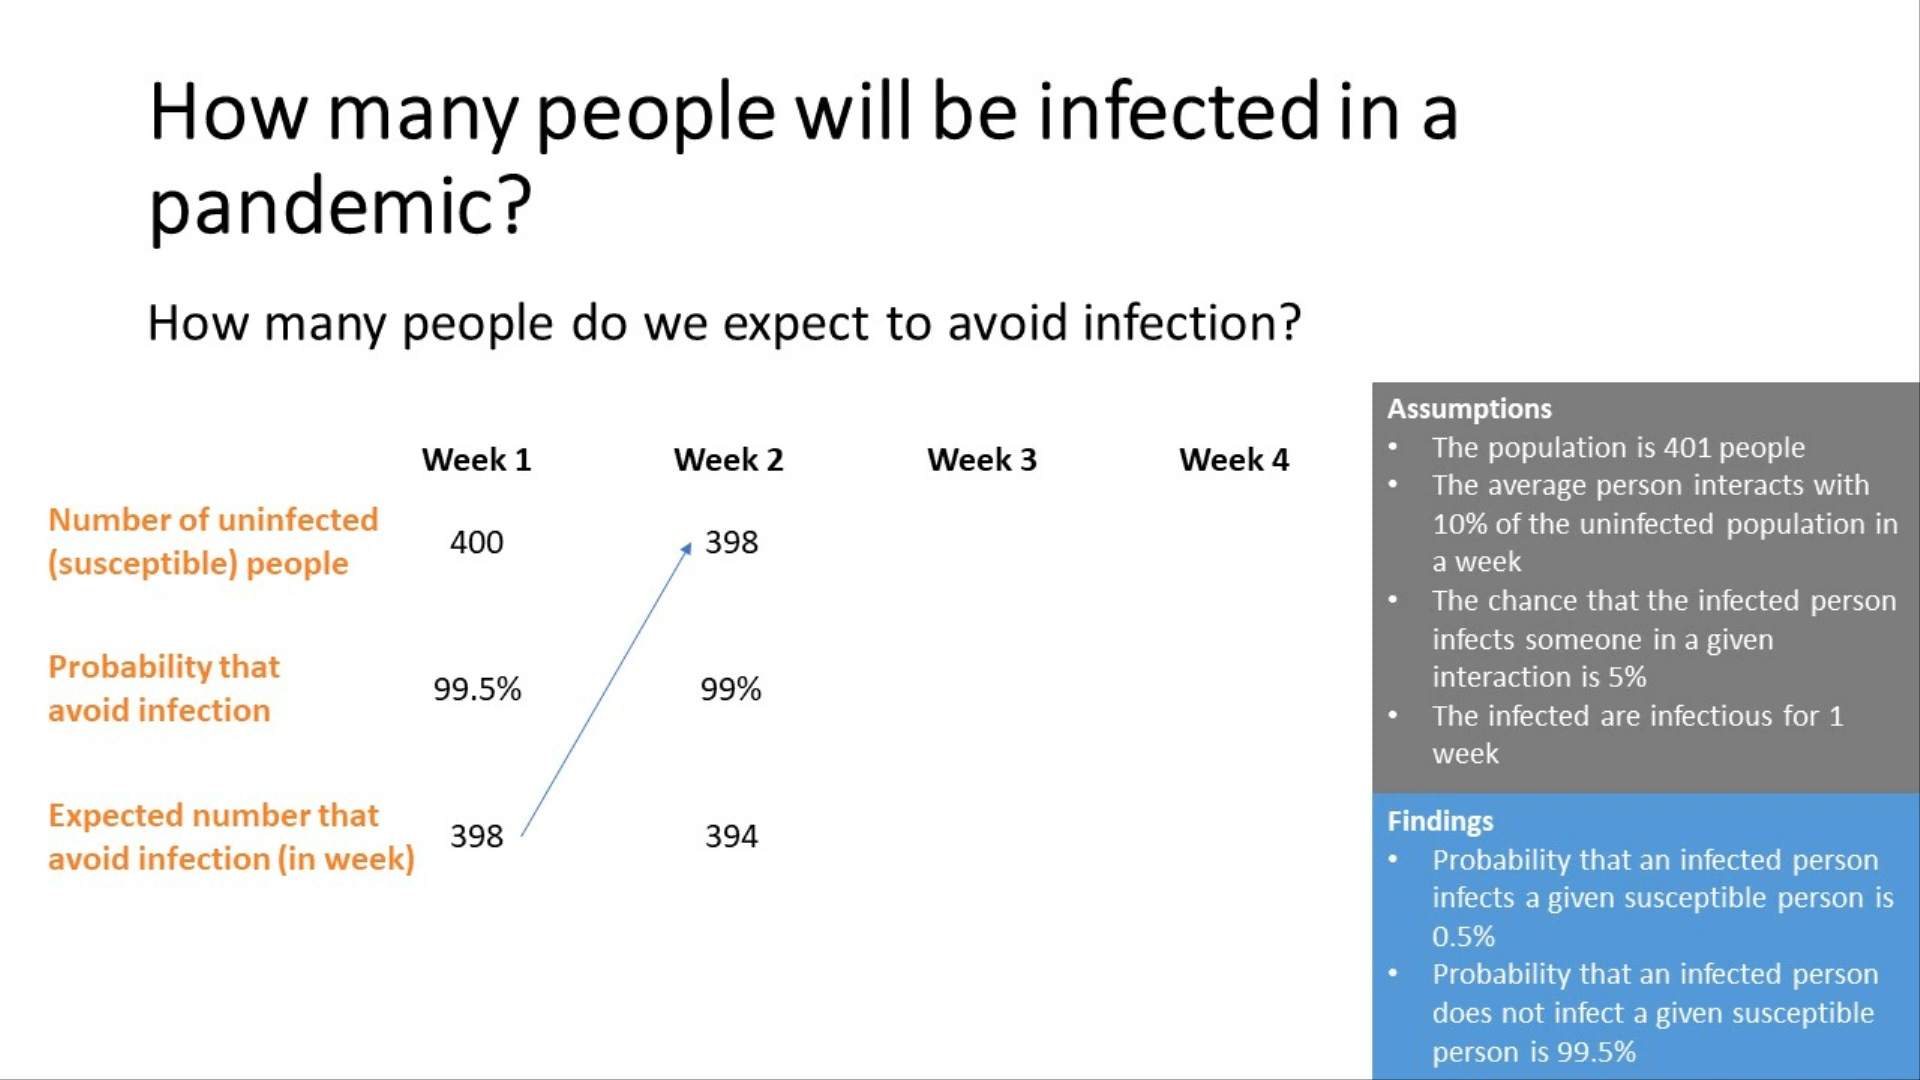 How many people will be infected in a
pandemic?
How many people do we expect to avoid infection?
Week 1 Week 2 Week 3 Week 4
Number of uninfected
(susceptible) people
400 398
Probability that
avoid infection
99.5% 99%
Expected number that
avoid infection (in week)
398 394
Assumptions
• The population is 401 people
• The average person interacts with
10% of the uninfected population in
a week
• The chance that the infected person
infects someone in a given
interaction is 5%
• The infected are infectious for 1
week
Findings
• Probability that an infected person
infects a given susceptible person is
0.5%
• Probability that an infected person
does not infect a given susceptible
person is 99.5%